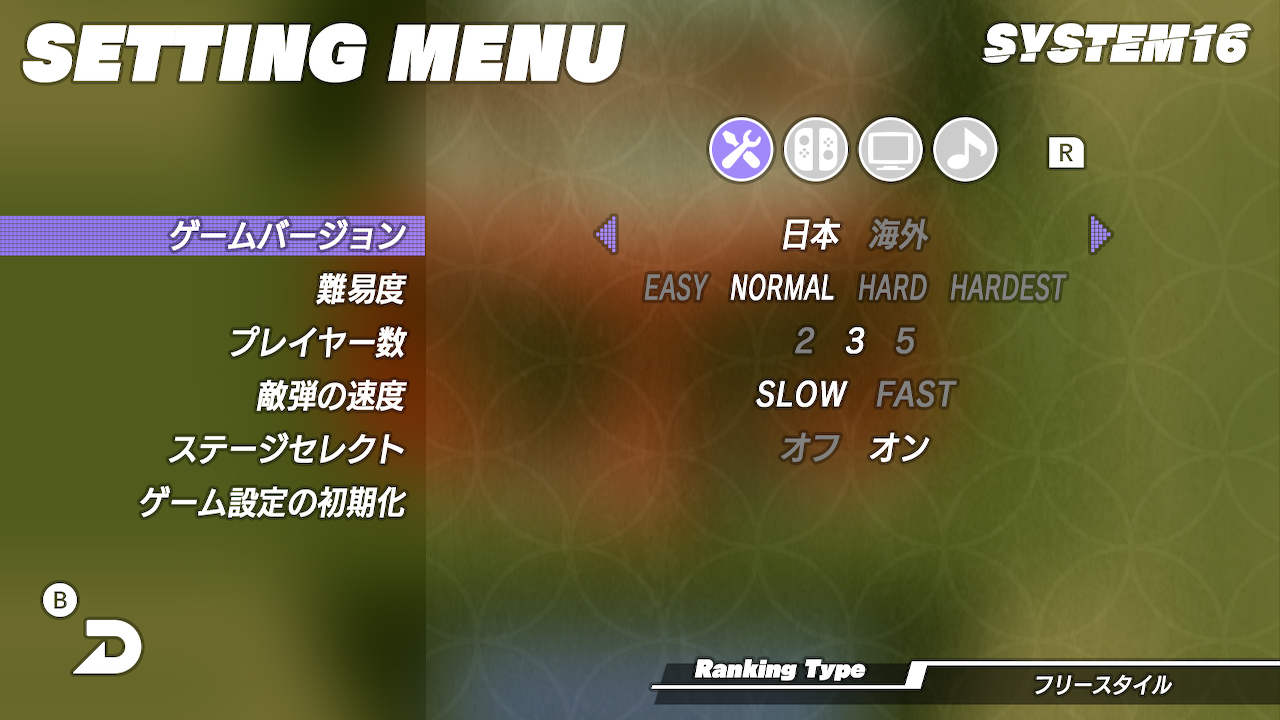 SETTING MENU
SYSTEM16
R
ゲームバージョン 日本 海外
難易度 EASY NORMAL HARD HARDEST
プレイヤー数 2 3 5
敵弾の速度 SLOW FAST
ステージセレクト オフ オン
ゲーム設定の初期化
B
Ranking Type
フリースタイル